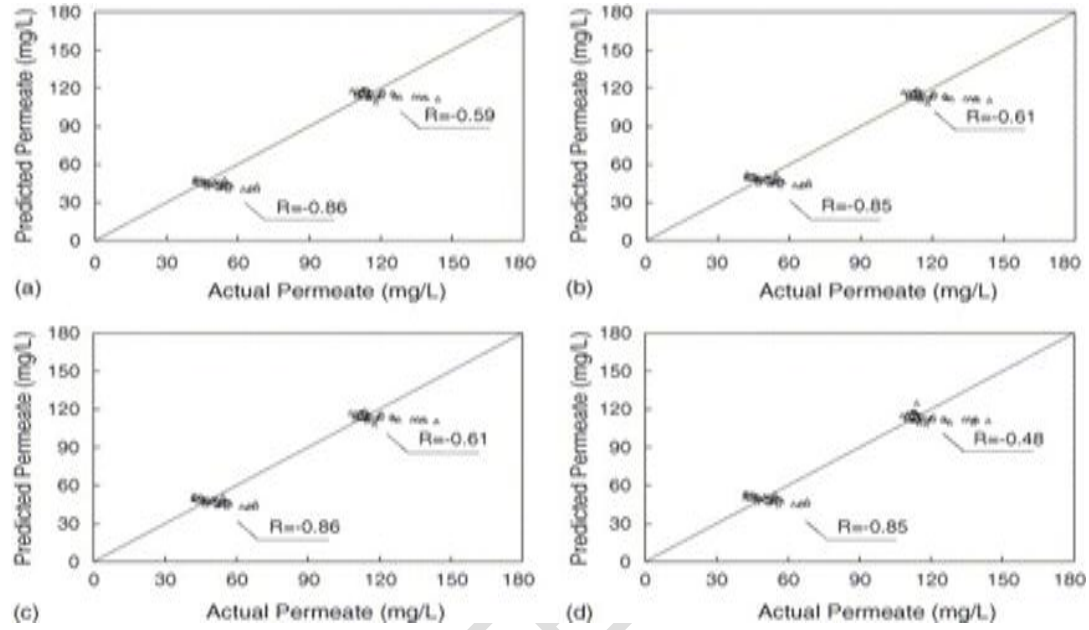 180
150
120
90
60
30
0
Predicted Permeate (mg/L)
R=-0.59
R=-0.86
0 30 60 90 120 150 180
(a) Actual Permeate (mg/L)
180
150
120
90
60
30
0
Predicted Permeate (mg/L)
R=-0.61
R=-0.85
0 30 60 90 120 150 180
(b) Actual Permeate (mg/L)
180
150
120
90
60
30
0
Predicted Permeate (mg/L)
R=-0.61
R=-0.86
0 30 60 90 120 150 180
(c) Actual Permeate (mg/L)
180
150
120
90
60
30
0
Predicted Permeate (mg/L)
R=-0.48
R=-0.85
0 30 60 90 120 150 180
(d) Actual Permeate (mg/L)